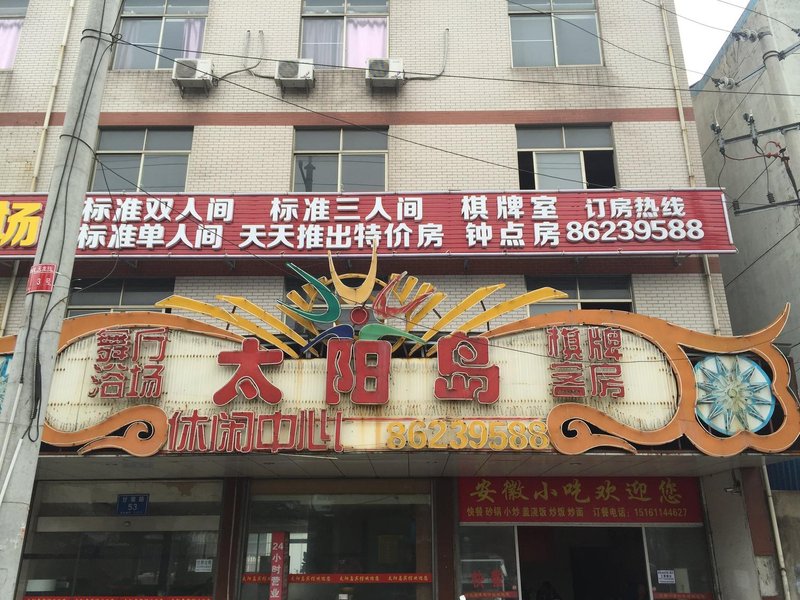 场
标准双人间 标准三人间 棋牌室 订房热线
标准单人间 天天推出特价房 钟点房 86239588
舞厅
浴场
太阳岛
棋牌
客房
休闲中心 86239588
安徽小吃欢迎您
快餐 砂锅 小炒 盖浇饭 炒饭 炒面 订餐电话：15161144627
53
24小时营业
快餐